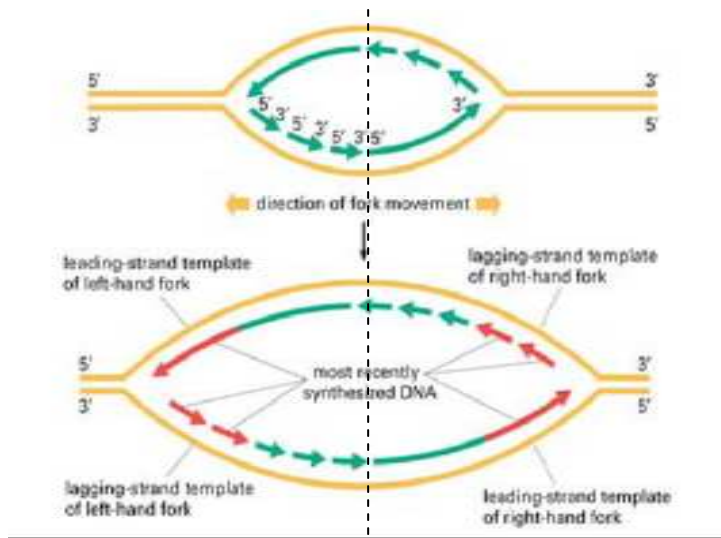 5' 3'
5' 3' 5' 3' 5' 3' 5' 3'
3' 5'
direction of fork movement
leading-strand template
of left-hand fork
lagging-strand template
of right-hand fork
5' 3'
most recently
synthesized DNA
3' 5'
lagging-strand template
of left-hand fork
leading-strand template
of right-hand fork